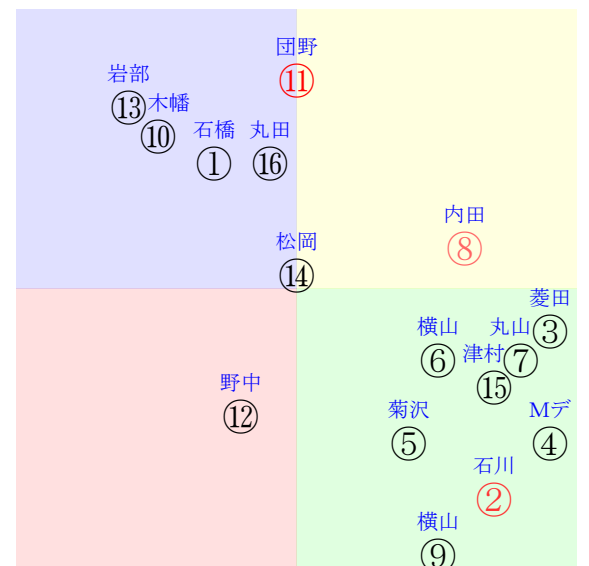 団野
⑪
岩部
⑬
木幡
⑩
石橋
①
丸田
⑯
内田
⑧
松岡
⑭
菱田
③
横山
⑥
丸山
⑦
津村
⑮
野中
⑫
菊沢
⑤
Mデ
④
石川
②
横山
⑨